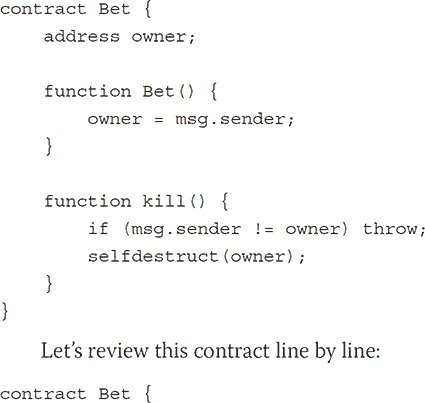 contract Bet {
address owner;
function Bet() {
owner = msg.sender;
}
function kill() {
if (msg.sender != owner) throw;
selfdestruct(owner);
}
}
Let’s review this contract line by line:
contract Bet {